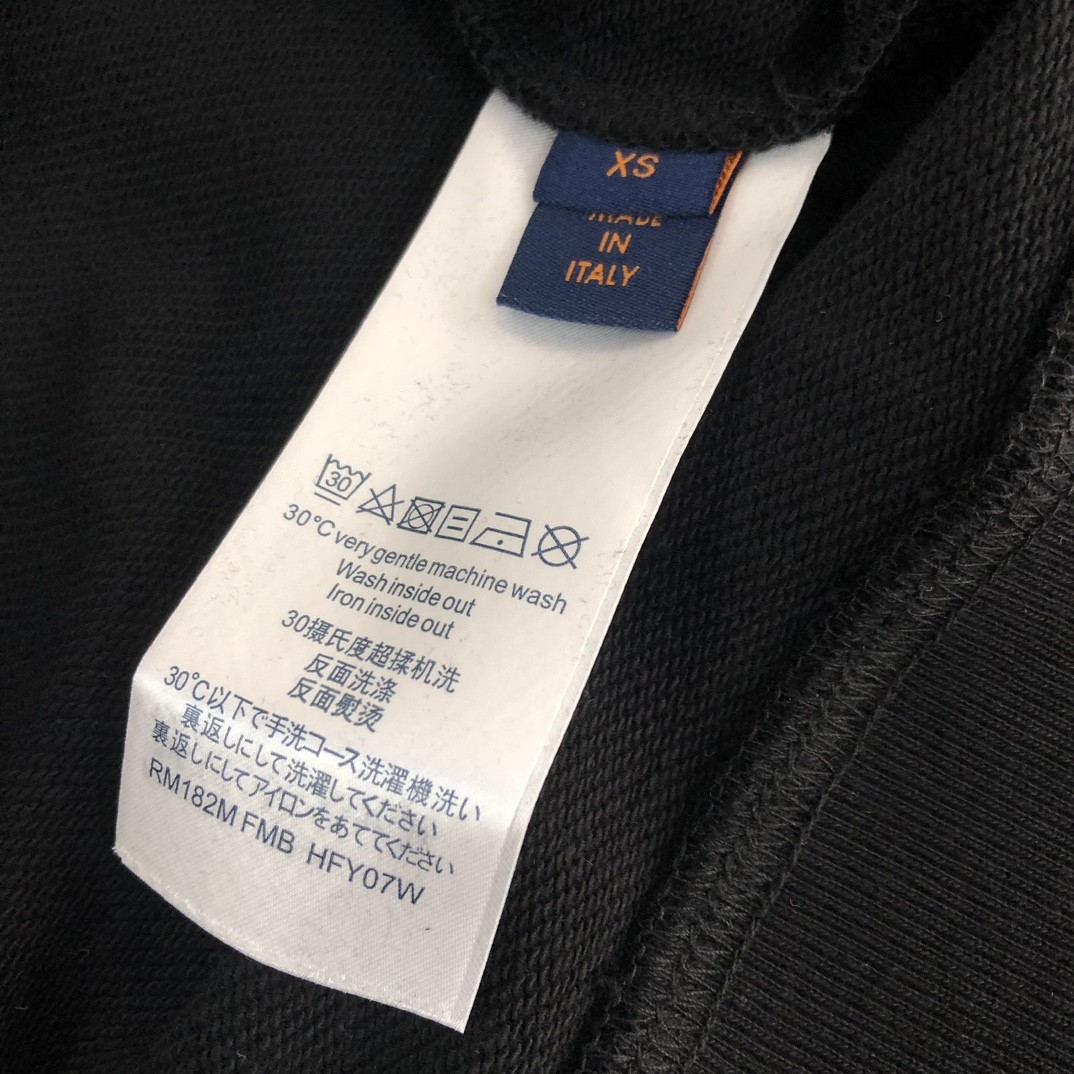 XS
MADE
IN
ITALY
30
30°C very gentle machine wash
Wash inside out
Iron inside out
30摄氏度超揉机洗
反面洗涤
反面熨烫
30°C以下で手洗コース洗濯機洗い
裏返しにして洗濯してください
裏返しにしてアイロンをあててください
RM182M FMB HFY07W